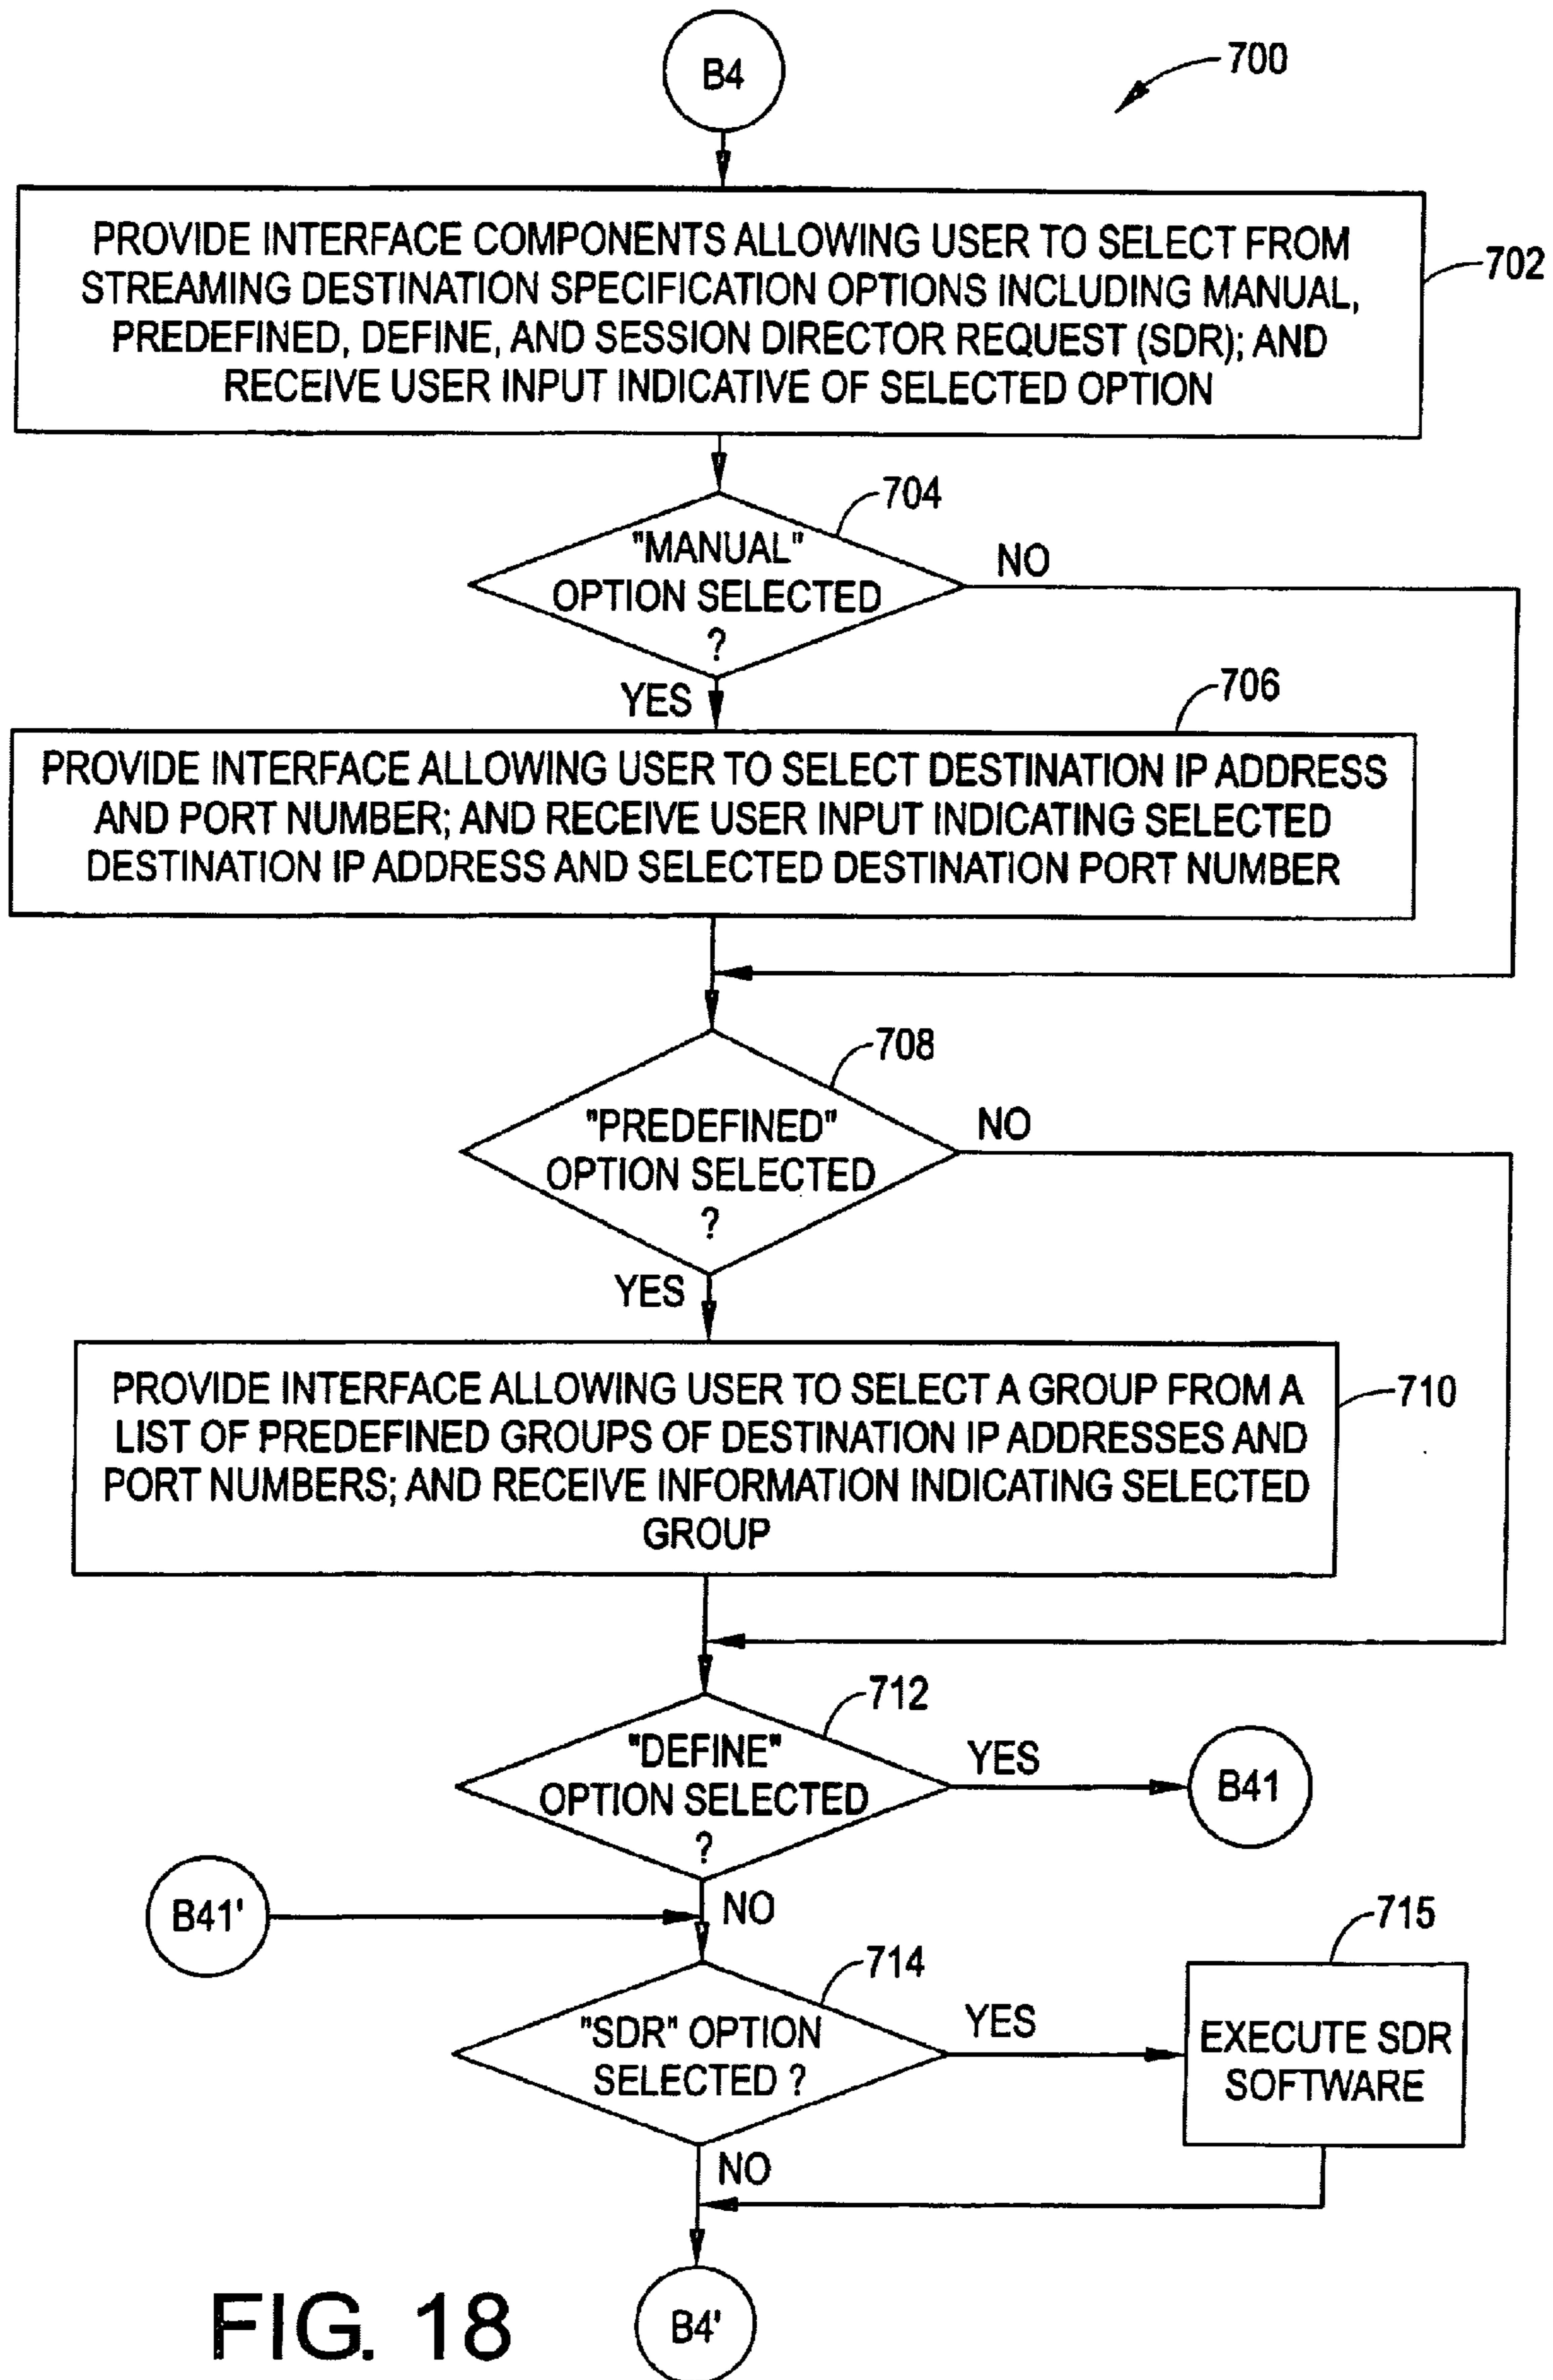 B4
700
PROVIDE INTERFACE COMPONENTS ALLOWING USER TO SELECT FROM
STREAMING DESTINATION SPECIFICATION OPTIONS INCLUDING MANUAL,
PREDEFINED, DEFINE, AND SESSION DIRECTOR REQUEST (SDR); AND
RECEIVE USER INPUT INDICATIVE OF SELECTED OPTION
702
704
"MANUAL"
OPTION SELECTED
?
NO
YES
706
PROVIDE INTERFACE ALLOWING USER TO SELECT DESTINATION IP ADDRESS
AND PORT NUMBER; AND RECEIVE USER INPUT INDICATING SELECTED
DESTINATION IP ADDRESS AND SELECTED DESTINATION PORT NUMBER
708
"PREDEFINED"
OPTION SELECTED
?
NO
YES
PROVIDE INTERFACE ALLOWING USER TO SELECT A GROUP FROM A
LIST OF PREDEFINED GROUPS OF DESTINATION IP ADDRESSES AND
PORT NUMBERS; AND RECEIVE INFORMATION INDICATING SELECTED
GROUP
710
712
"DEFINE"
OPTION SELECTED
?
YES
B41
B41'
NO
714
"SDR" OPTION
SELECTED ?
YES
715
EXECUTE SDR
SOFTWARE
NO
B4'
FIG. 18